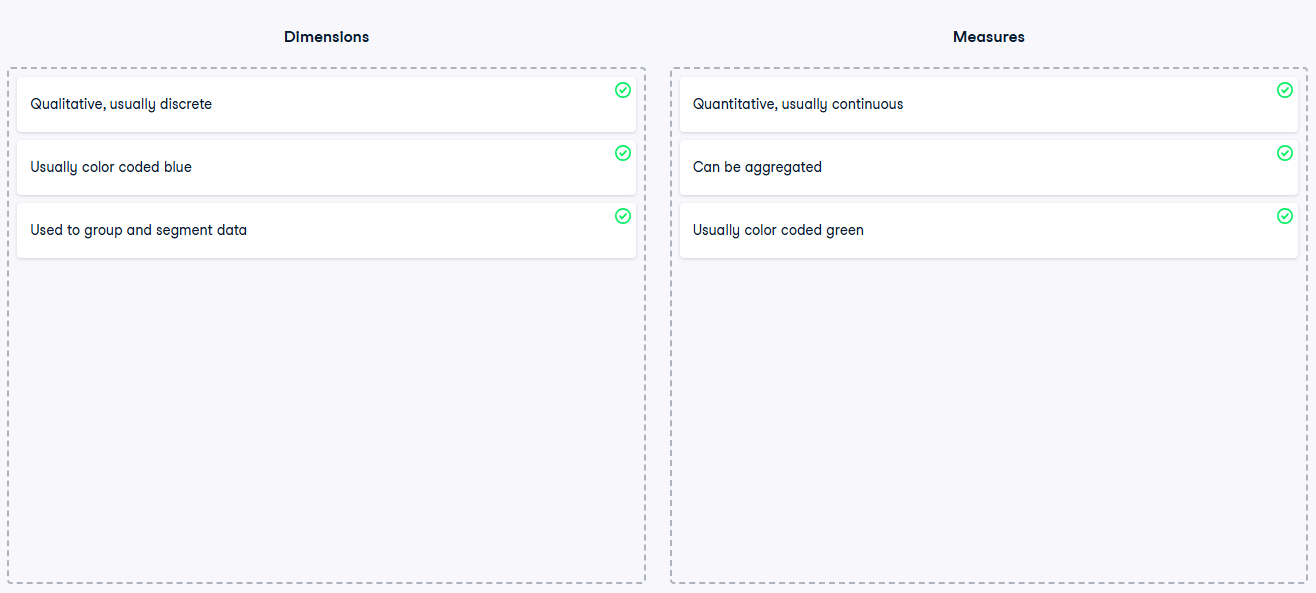 Dimensions
Measures
Qualitative, usually discrete
Quantitative, usually continuous
Usually color coded blue
Can be aggregated
Used to group and segment data
Usually color coded green